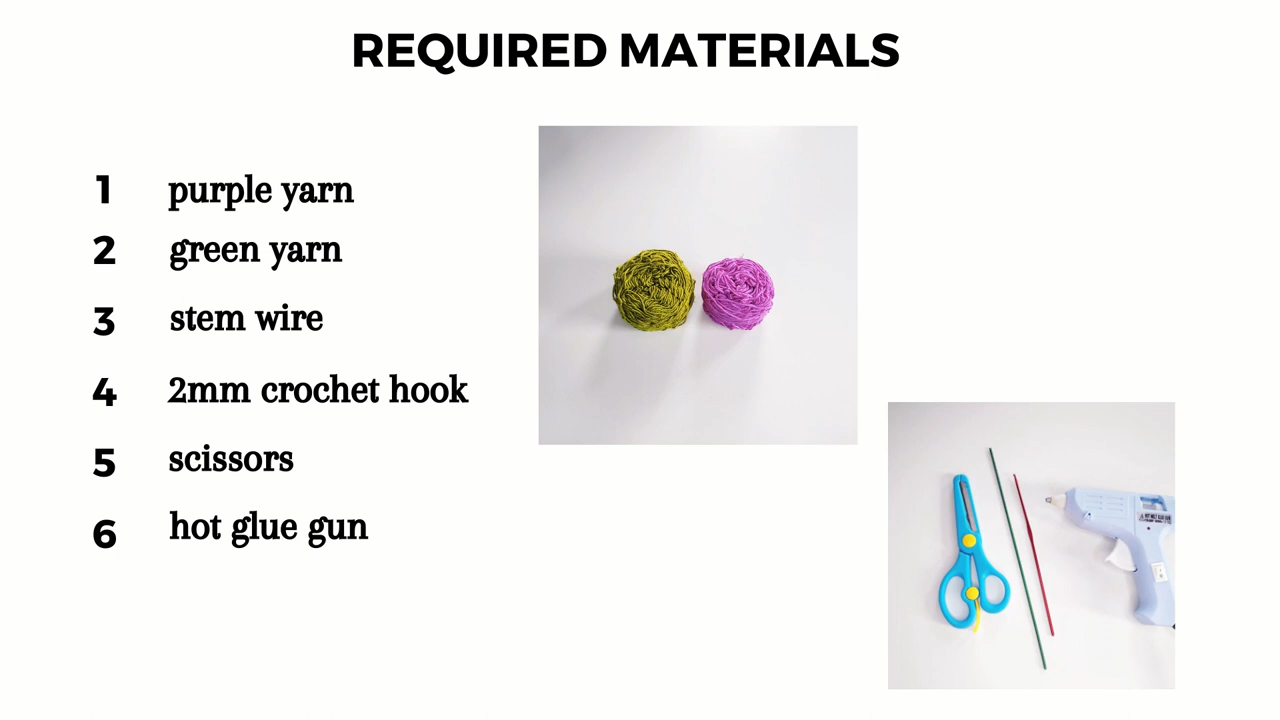 REQUIRED MATERIALS
1 purple yarn
2 green yarn
3 stem wire
4 2mm crochet hook
5 scissors
6 hot glue gun